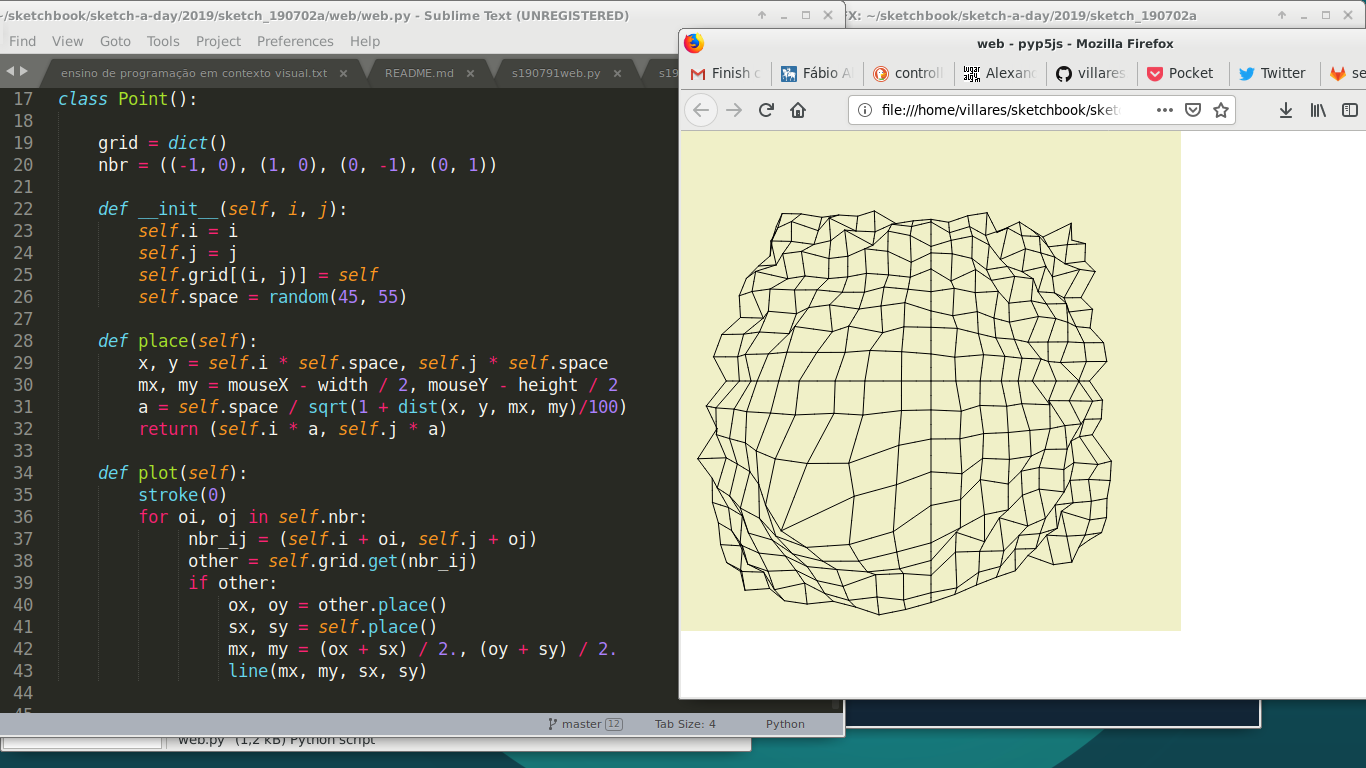 ~/sketchbook/sketch-a-day/2019/sketch_190702a/web/web.py - Sublime Text (UNREGISTERED)
X: ~/sketchbook/sketch-a-day/2019/sketch_190702a
Find View Goto Tools Project Preferences Help
ensino de programação em contexto visual.txt × README.md × s190791web.py × s19
17 class Point():
18
19 grid = dict()
20 nbr = ((-1, 0), (1, 0), (0, -1), (0, 1))
21
22 def __init__(self, i, j):
23 self.i = i
24 self.j = j
25 self.grid[(i, j)] = self
26 self.space = random(45, 55)
27
28 def place(self):
29 x, y = self.i * self.space, self.j * self.space
30 mx, my = mouseX - width / 2, mouseY - height / 2
31 a = self.space / sqrt(1 + dist(x, y, mx, my)/100)
32 return (self.i * a, self.j * a)
33
34 def plot(self):
35 stroke(0)
36 for oi, oj in self.nbr:
37 nbr_ij = (self.i + oi, self.j + oj)
38 other = self.grid.get(nbr_ij)
39 if other:
40 ox, oy = other.place()
41 sx, sy = self.place()
42 mx, my = (ox + sx) / 2., (oy + sy) / 2.
43 line(mx, my, sx, sy)
44
45
master 12 Tab Size: 4 Python
web.py (1,2 kB) Python script
web - pyp5js - Mozilla Firefox
Finish Fábio controll Alexan villares Pocket Twitter se
file:///home/villares/sketchbook/sket